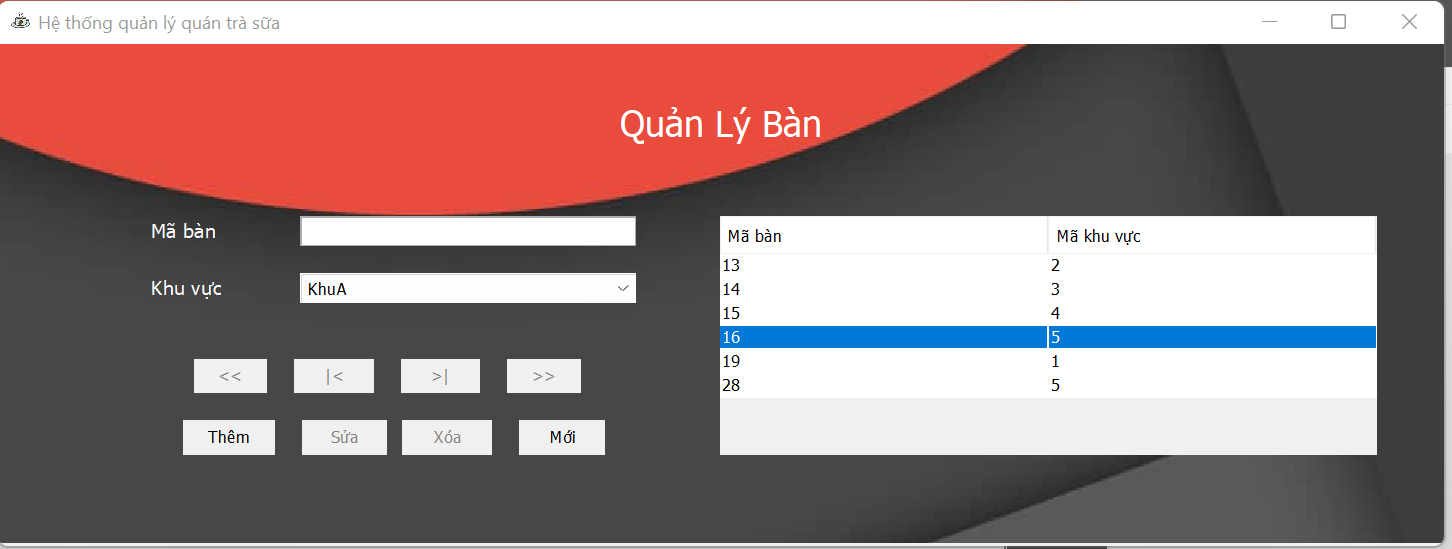 Hệ thống quản lý quán trà sữa
Quản Lý Bàn
Mã bàn
Khu vực
KhuA
<< |< >| >>
Thêm Sửa Xóa Mới
Mã bàn Mã khu vực
13 2
14 3
15 4
16 5
19 1
28 5